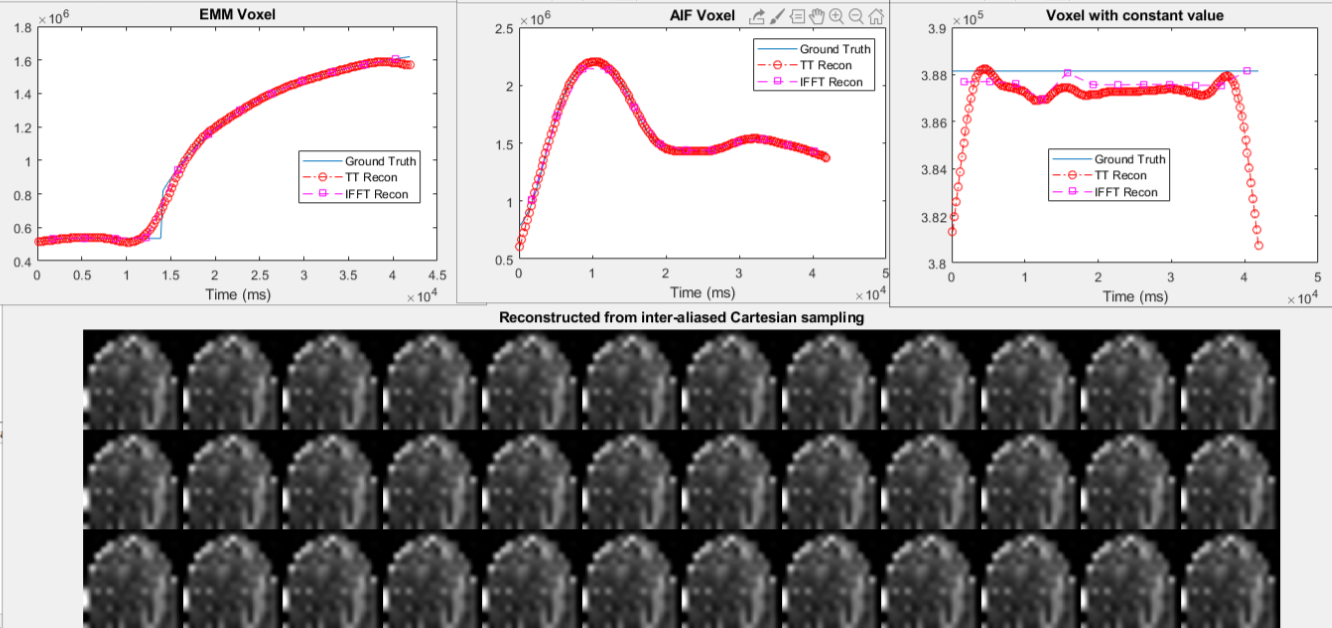 EMM Voxel
×10^6
1.8
1.6
1.4
1.2
1
0.8
0.6
0.4
Ground Truth
TT Recon
IFFT Recon
0 0.5 1 1.5 2 2.5 3 3.5 4 4.5
Time (ms)
×10^4
AIF Voxel
×10^6
2.5
2
1.5
1
0.5
Ground Truth
TT Recon
IFFT Recon
0 1 2 3 4 5
Time (ms)
×10^4
Voxel with constant value
×10^5
3.9
3.88
3.86
3.84
3.82
3.8
Ground Truth
TT Recon
IFFT Recon
0 1 2 3 4 5
Time (ms)
×10^4
Reconstructed from inter-aliased Cartesian sampling